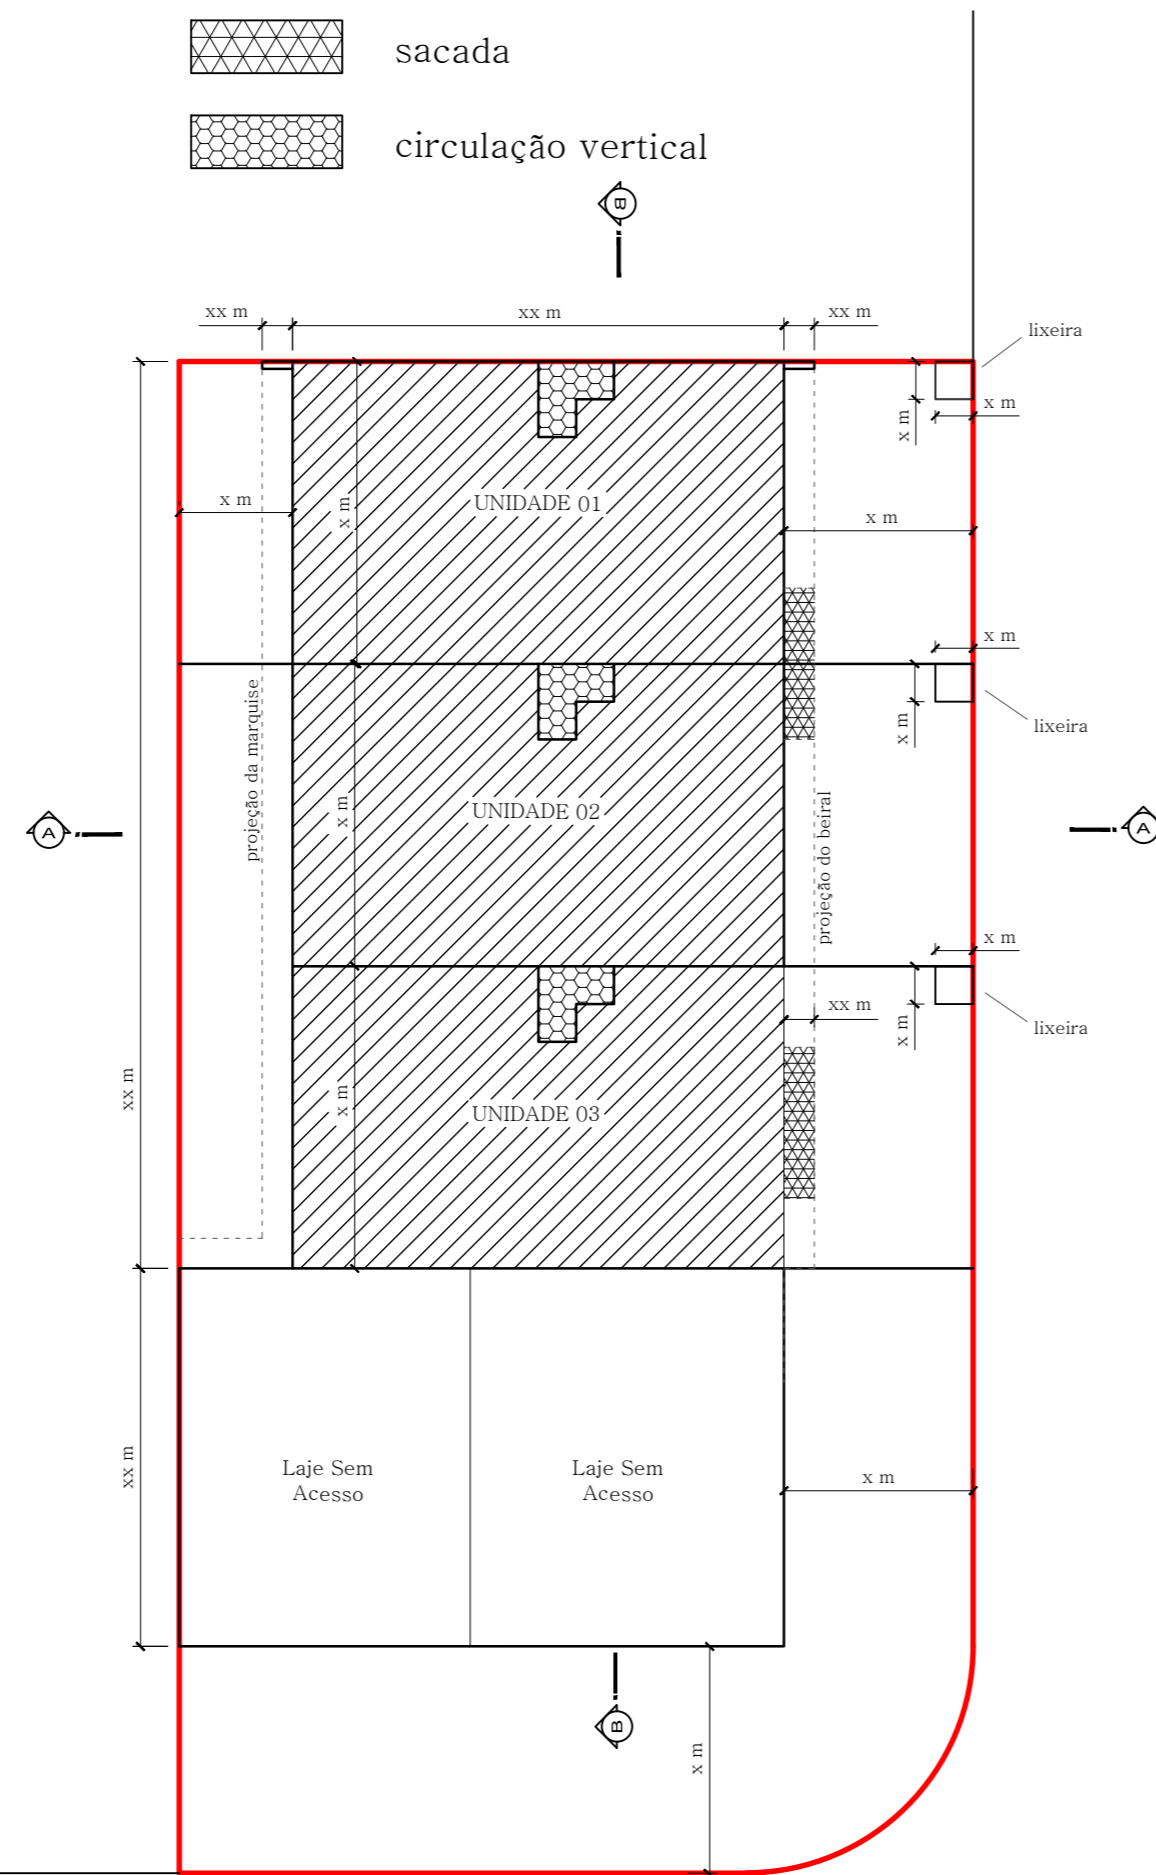 sacada
circulação vertical
B
xx m
xx m
xx m
lixeira
x m
x m
x m
UNIDADE 01
x m
x m
x m
x m
lixeira
projeção da marquise
UNIDADE 02
x m
projeção do beiral
A
A
x m
xx m
x m
lixeira
xx m
x m
UNIDADE 03
xx m
Laje Sem
Acesso
Laje Sem
Acesso
x m
B
x m